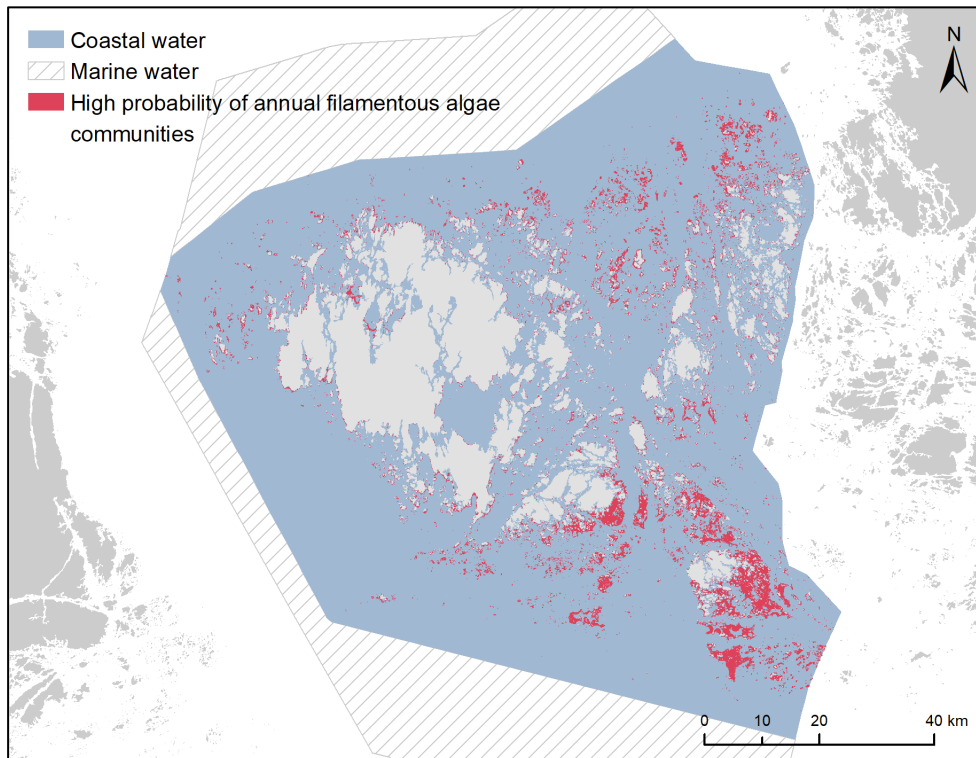 Coastal water
Marine water
High probability of annual filamentous algae
communities
N
0 10 20 40 km